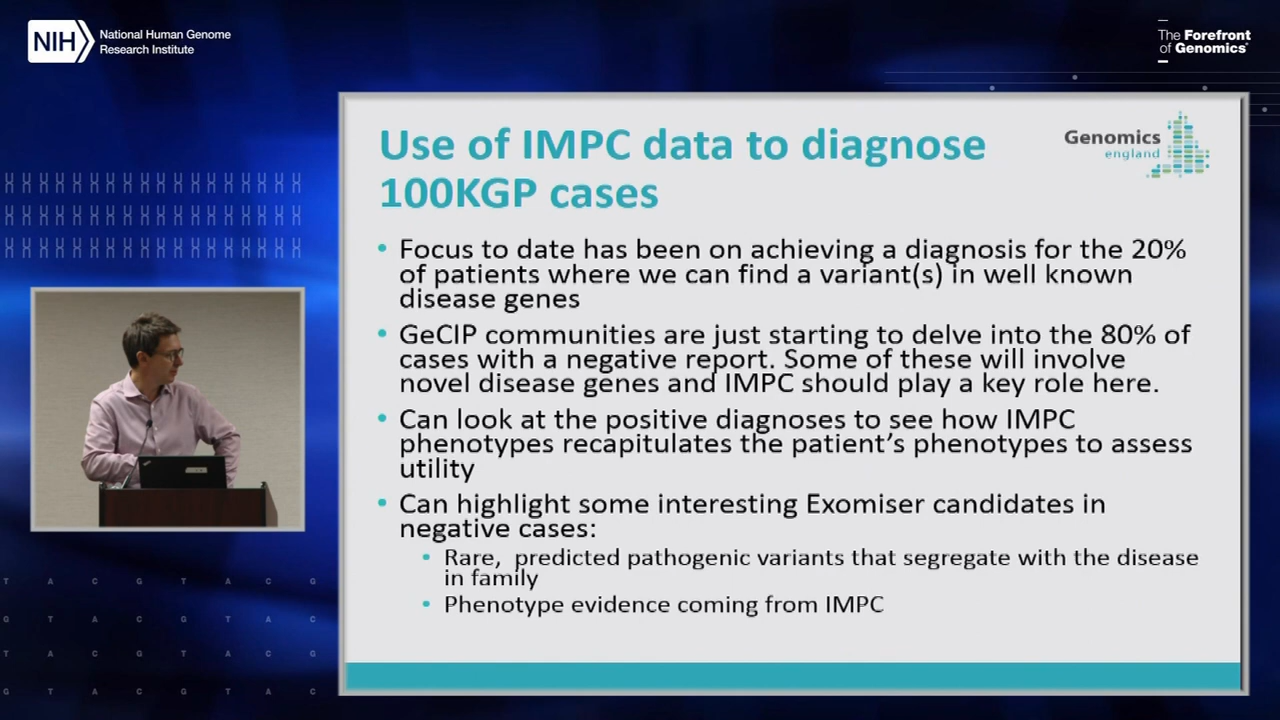 NIH
National Human Genome
Research Institute
The Forefront
of Genomics
Use of IMPC data to diagnose
100KGP cases
Genomics
england
• Focus to date has been on achieving a diagnosis for the 20%
of patients where we can find a variant(s) in well known
disease genes
• GeCIP communities are just starting to delve into the 80% of
cases with a negative report. Some of these will involve
novel disease genes and IMPC should play a key role here.
• Can look at the positive diagnoses to see how IMPC
phenotypes recapitulates the patient's phenotypes to assess
utility
• Can highlight some interesting Exomiser candidates in
negative cases:
• Rare, predicted pathogenic variants that segregate with the disease
in family
• Phenotype evidence coming from IMPC
T A C G T A C G
G T A C G T A C
T A C G T A C G
G T A C G T A C